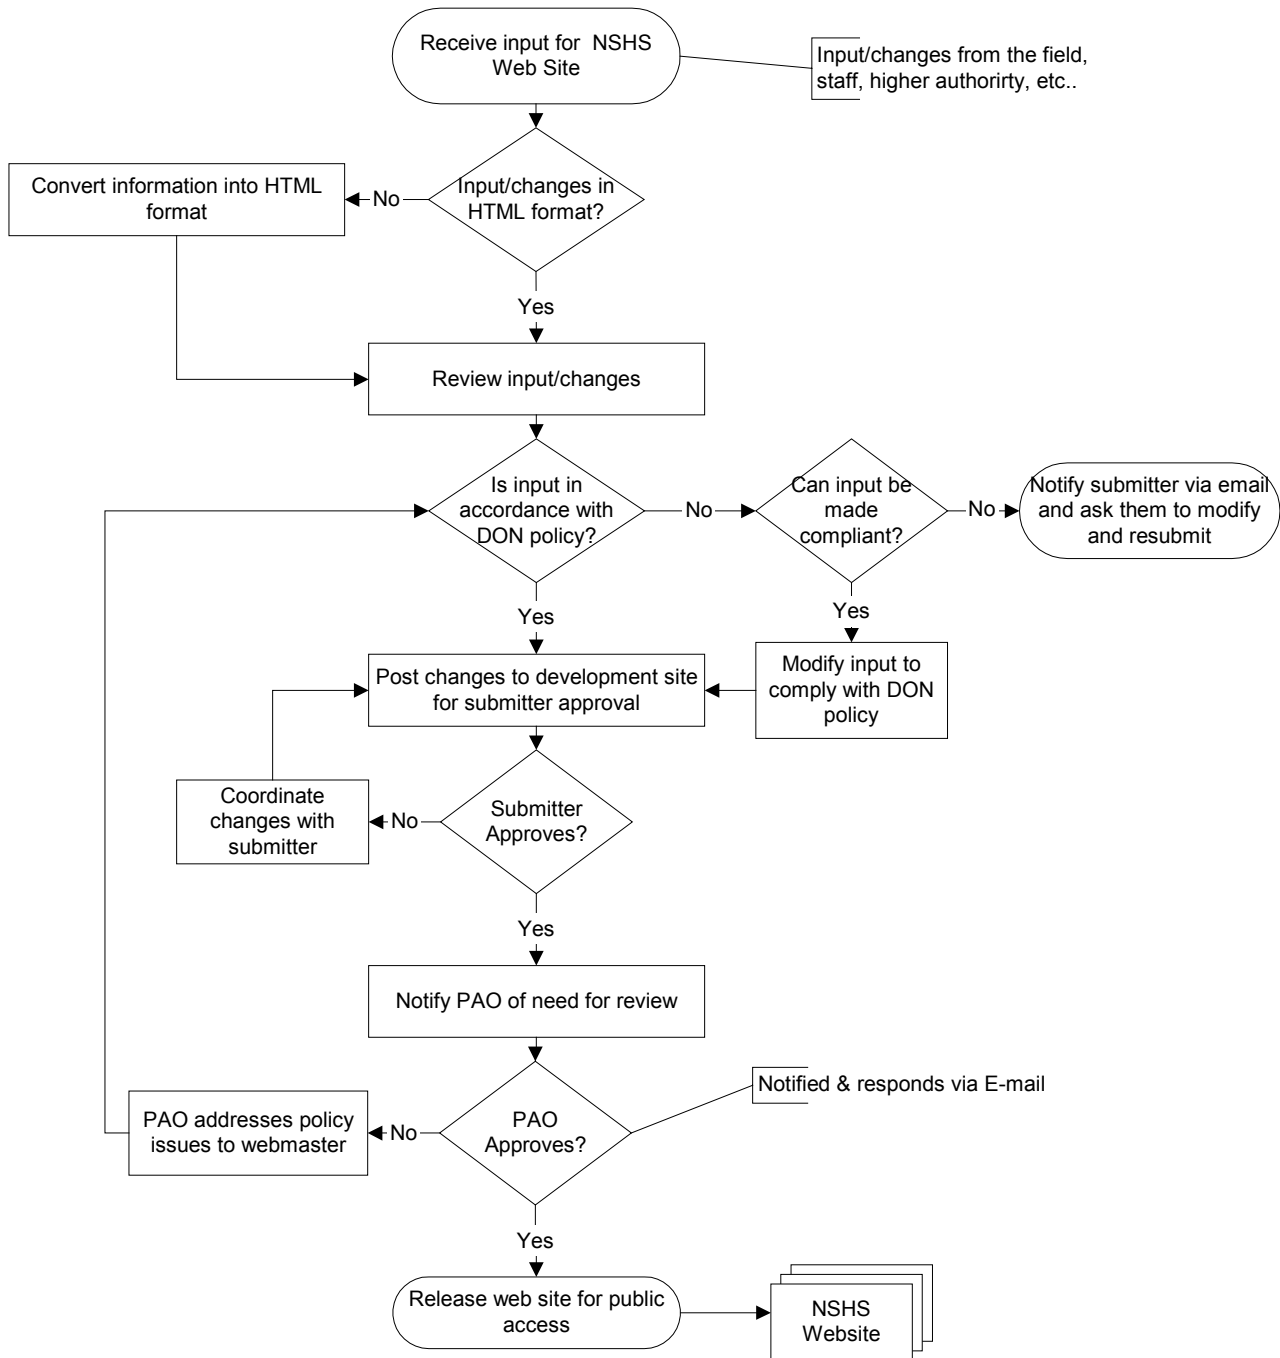 Receive input for NSHS
Web Site
Input/changes from the field,
staff, higher authorirty, etc..
Input/changes in
HTML format?
No
Convert information into HTML
format
Yes
Review input/changes
Is input in
accordance with
DON policy?
No
Can input be
made
compliant?
No
Notify submitter via email
and ask them to modify
and resubmit
Yes
Yes
Post changes to development site
for submitter approval
Modify input to
comply with DON
policy
Coordinate
changes with
submitter
No
Submitter
Approves?
Yes
Notify PAO of need for review
Notified & responds via E-mail
PAO addresses policy
issues to webmaster
No
PAO
Approves?
Yes
Release web site for public
access
NSHS
Website